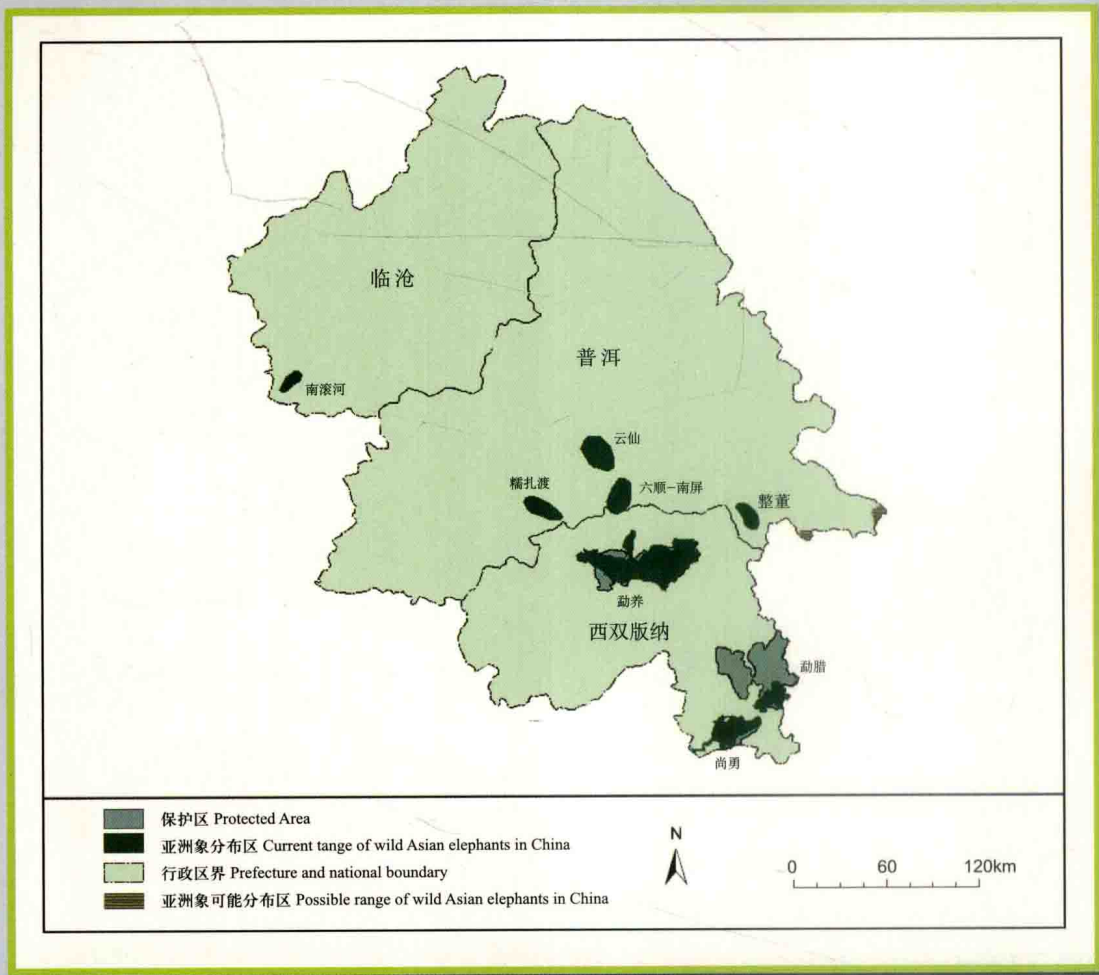 临沧
普洱
南滚河
云仙
糯扎渡
六顺－南屏
整董
勐养
西双版纳
勐腊
尚勇
保护区 Protected Area
亚洲象分布区 Current tange of wild Asian elephants in China
行政区界 Prefecture and national boundary
亚洲象可能分布区 Possible range of wild Asian elephants in China
N
0 60 120km